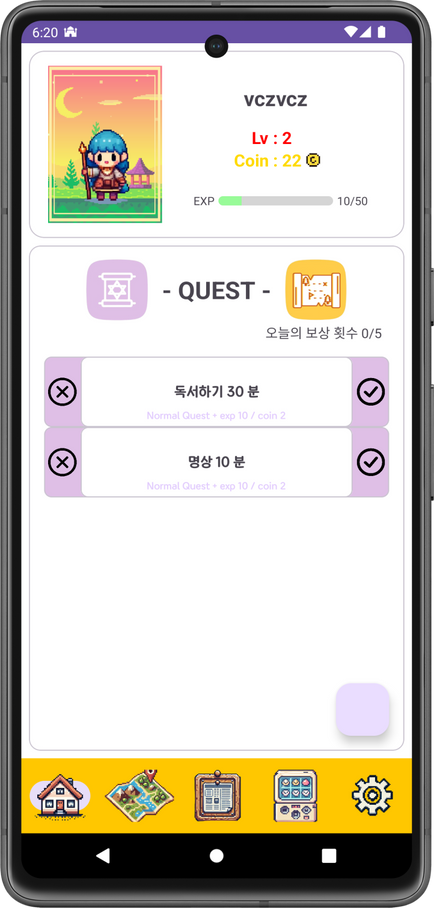 6:20
vczvcz
Lv : 2
Coin : 22
EXP 10/50
- QUEST -
오늘의 보상 횟수 0/5
독서하기 30 분
Normal Quest • exp 10 / coin 2
명상 10 분
Normal Quest • exp 10 / coin 2